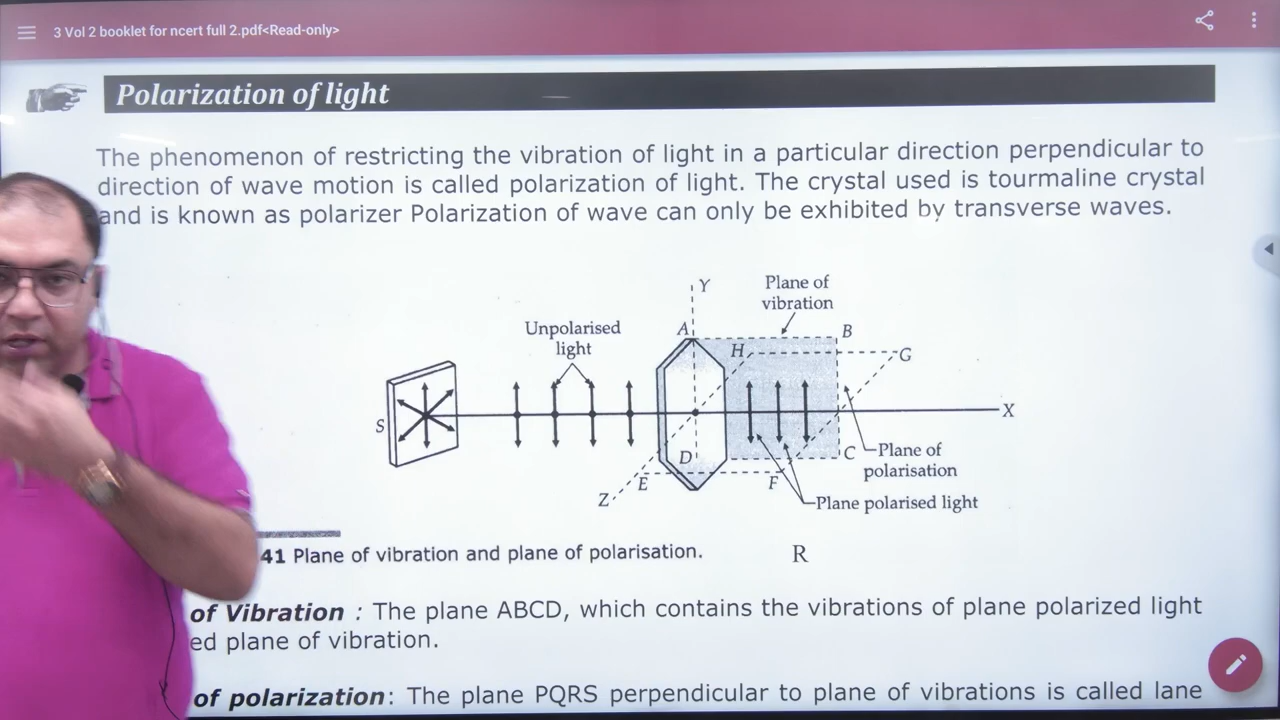 3 Vol 2 booklet for ncert full 2.pdf<Read-only>
Polarization of light
The phenomenon of restricting the vibration of light in a particular direction perpendicular to
direction of wave motion is called polarization of light. The crystal used is tourmaline crystal
and is known as polarizer Polarization of wave can only be exhibited by transverse waves.
Y
Plane of
vibration
Unpolarised
light
A
B
H
G
S
X
D
C
Plane of
polarisation
E
F
Z
Plane polarised light
41 Plane of vibration and plane of polarisation.
R
of Vibration : The plane ABCD, which contains the vibrations of plane polarized light
ed plane of vibration.
of polarization: The plane PQRS perpendicular to plane of vibrations is called lane